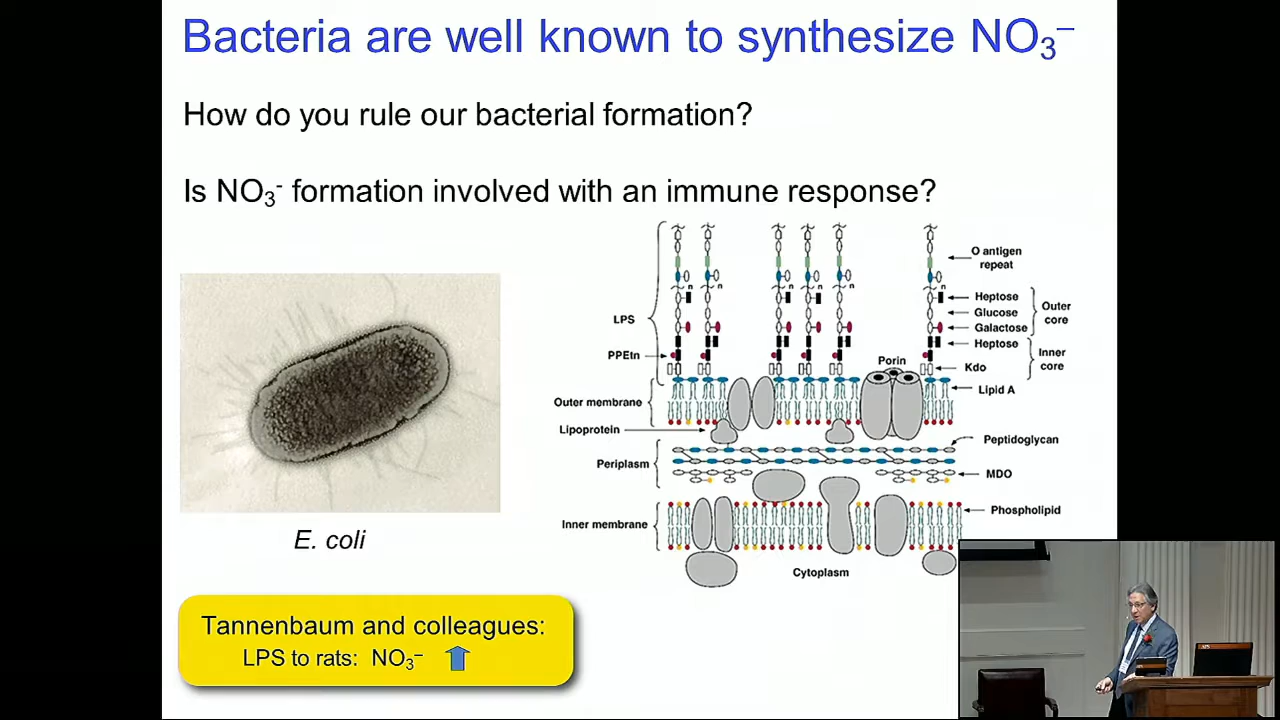 Bacteria are well known to synthesize NO₃⁻
How do you rule our bacterial formation?
Is NO₃⁻ formation involved with an immune response?
O antigen
repeat
n
n
n
n
n
n
Heptose
Glucose
Galactose
Outer
core
Heptose
Inner
core
Kdo
LPS
PPEtn
Porin
Lipid A
Outer membrane
Lipoprotein
Peptidoglycan
Periplasm
MDO
Phospholipid
Inner membrane
Cytoplasm
E. coli
Tannenbaum and colleagues:
LPS to rats: NO₃⁻